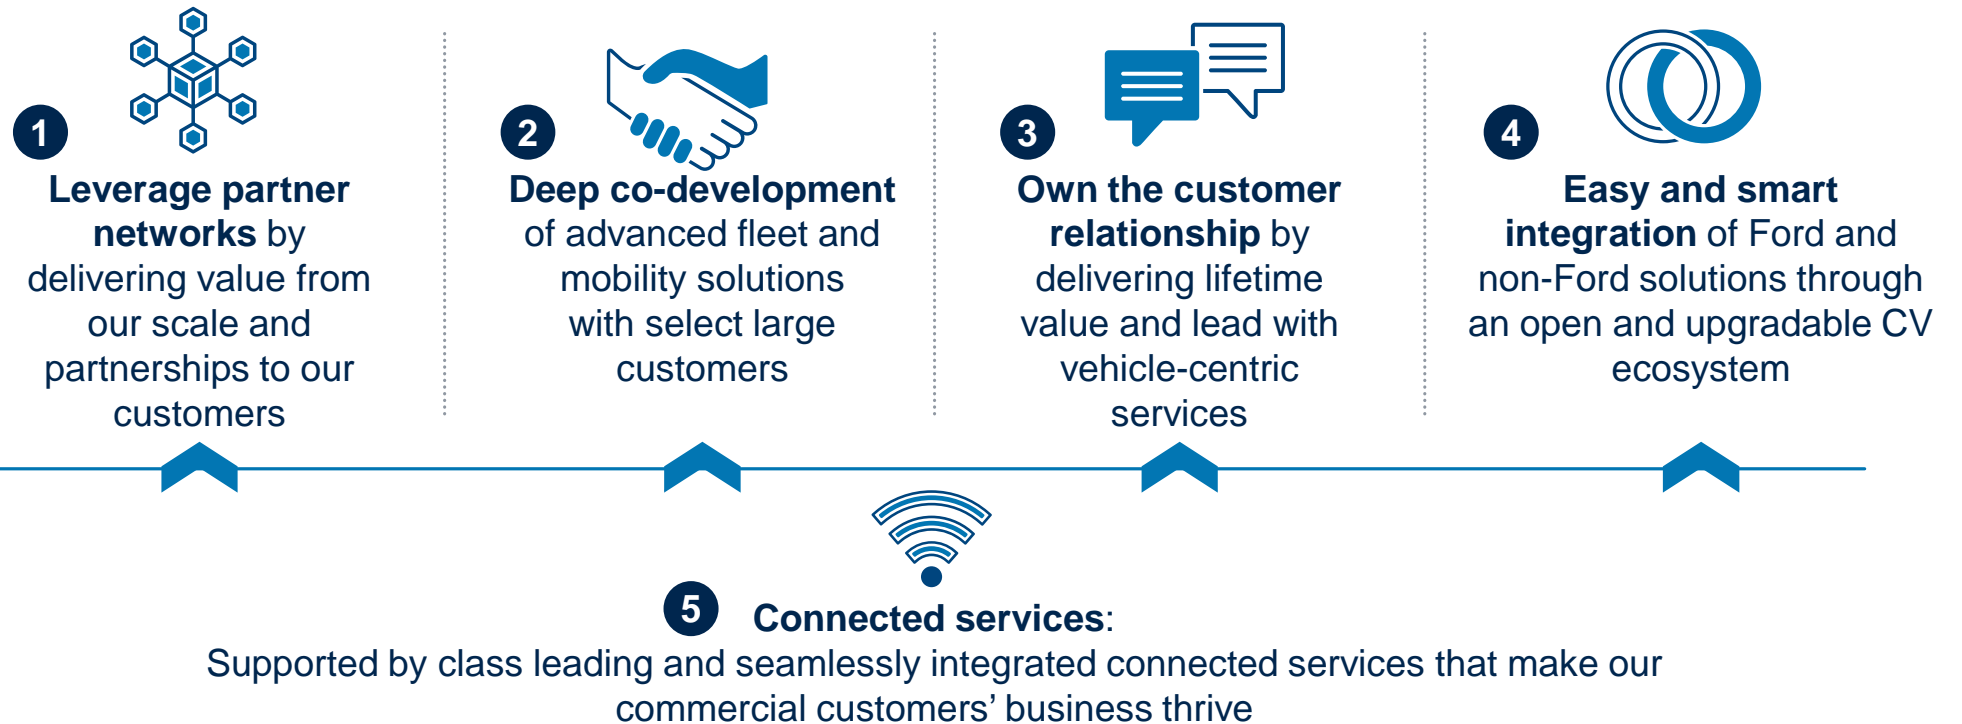 1
Leverage partner
networks by
delivering value from
our scale and
partnerships to our
customers
2
Deep co-development
of advanced fleet and
mobility solutions
with select large
customers
3
Own the customer
relationship by
delivering lifetime
value and lead with
vehicle-centric
services
4
Easy and smart
integration of Ford and
non-Ford solutions through
an open and upgradable CV
ecosystem
5
Connected services:
Supported by class leading and seamlessly integrated connected services that make our
commercial customers’ business thrive